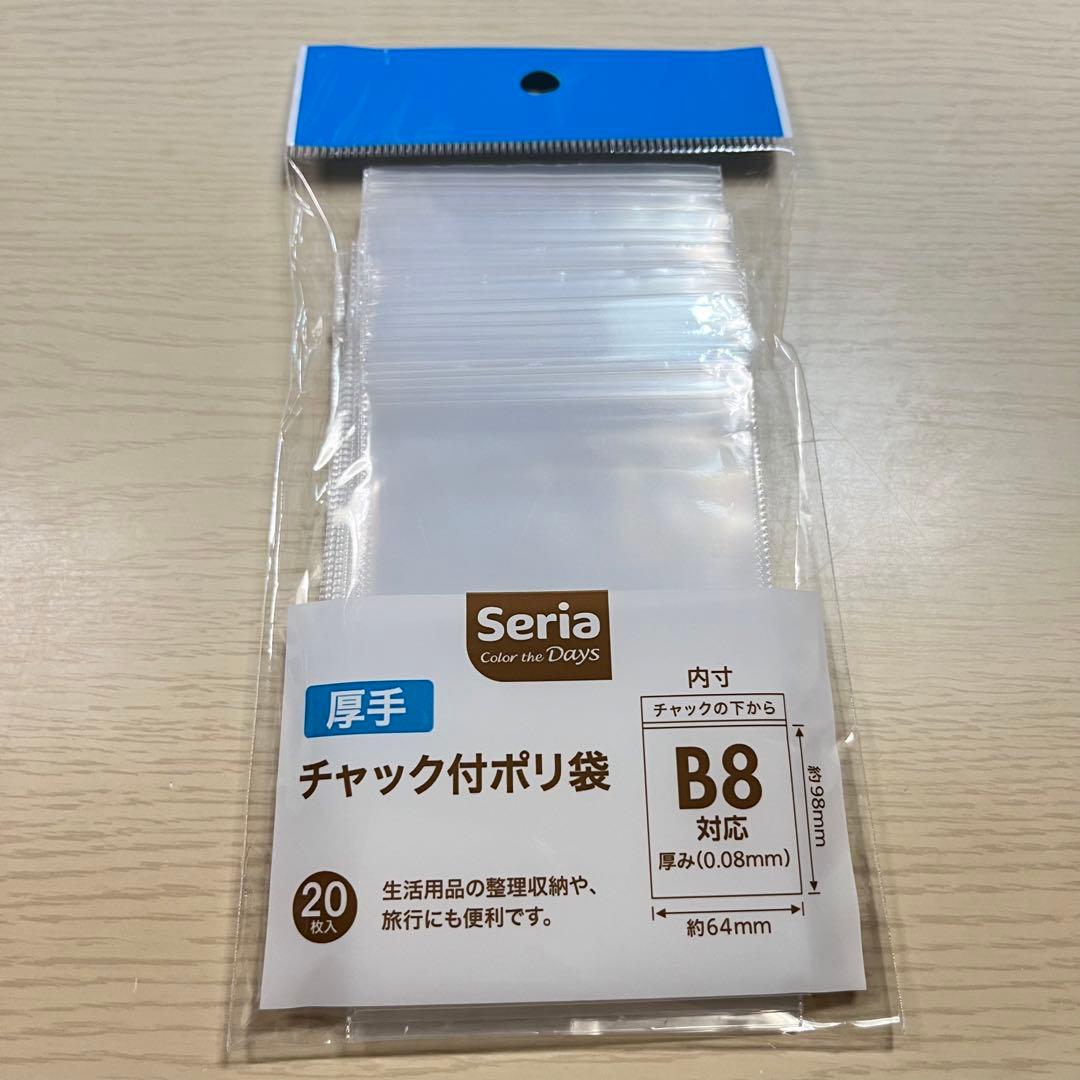 Seria
Color the Days
厚手
チャック付ポリ袋
20
枚入
生活用品の整理収納や、
旅行にも便利です。
内寸
チャックの下から
B8
対応
厚み(0.08mm)
約98mm
約64mm